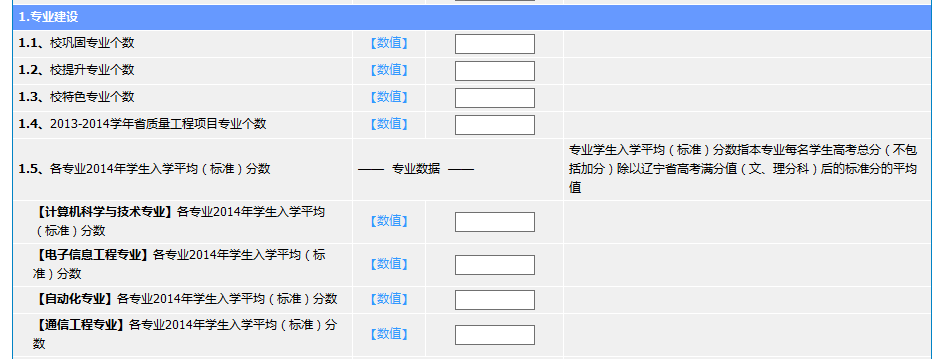 1.专业建设
1.1、校巩固专业个数 【数值】
1.2、校提升专业个数 【数值】
1.3、校特色专业个数 【数值】
1.4、2013-2014学年省质量工程项目专业个数 【数值】
1.5、各专业2014年学生入学平均（标准）分数 —— 专业数据 ——
专业学生入学平均（标准）分数指本专业每名学生高考总分（不包
括加分）除以辽宁省高考满分值（文、理分科）后的标准分的平均
值
【计算机科学与技术专业】各专业2014年学生入学平均
（标准）分数
【数值】
【电子信息工程专业】各专业2014年学生入学平均（标
准）分数
【数值】
【自动化专业】各专业2014年学生入学平均（标准）分数 【数值】
【通信工程专业】各专业2014年学生入学平均（标准）分
数
【数值】